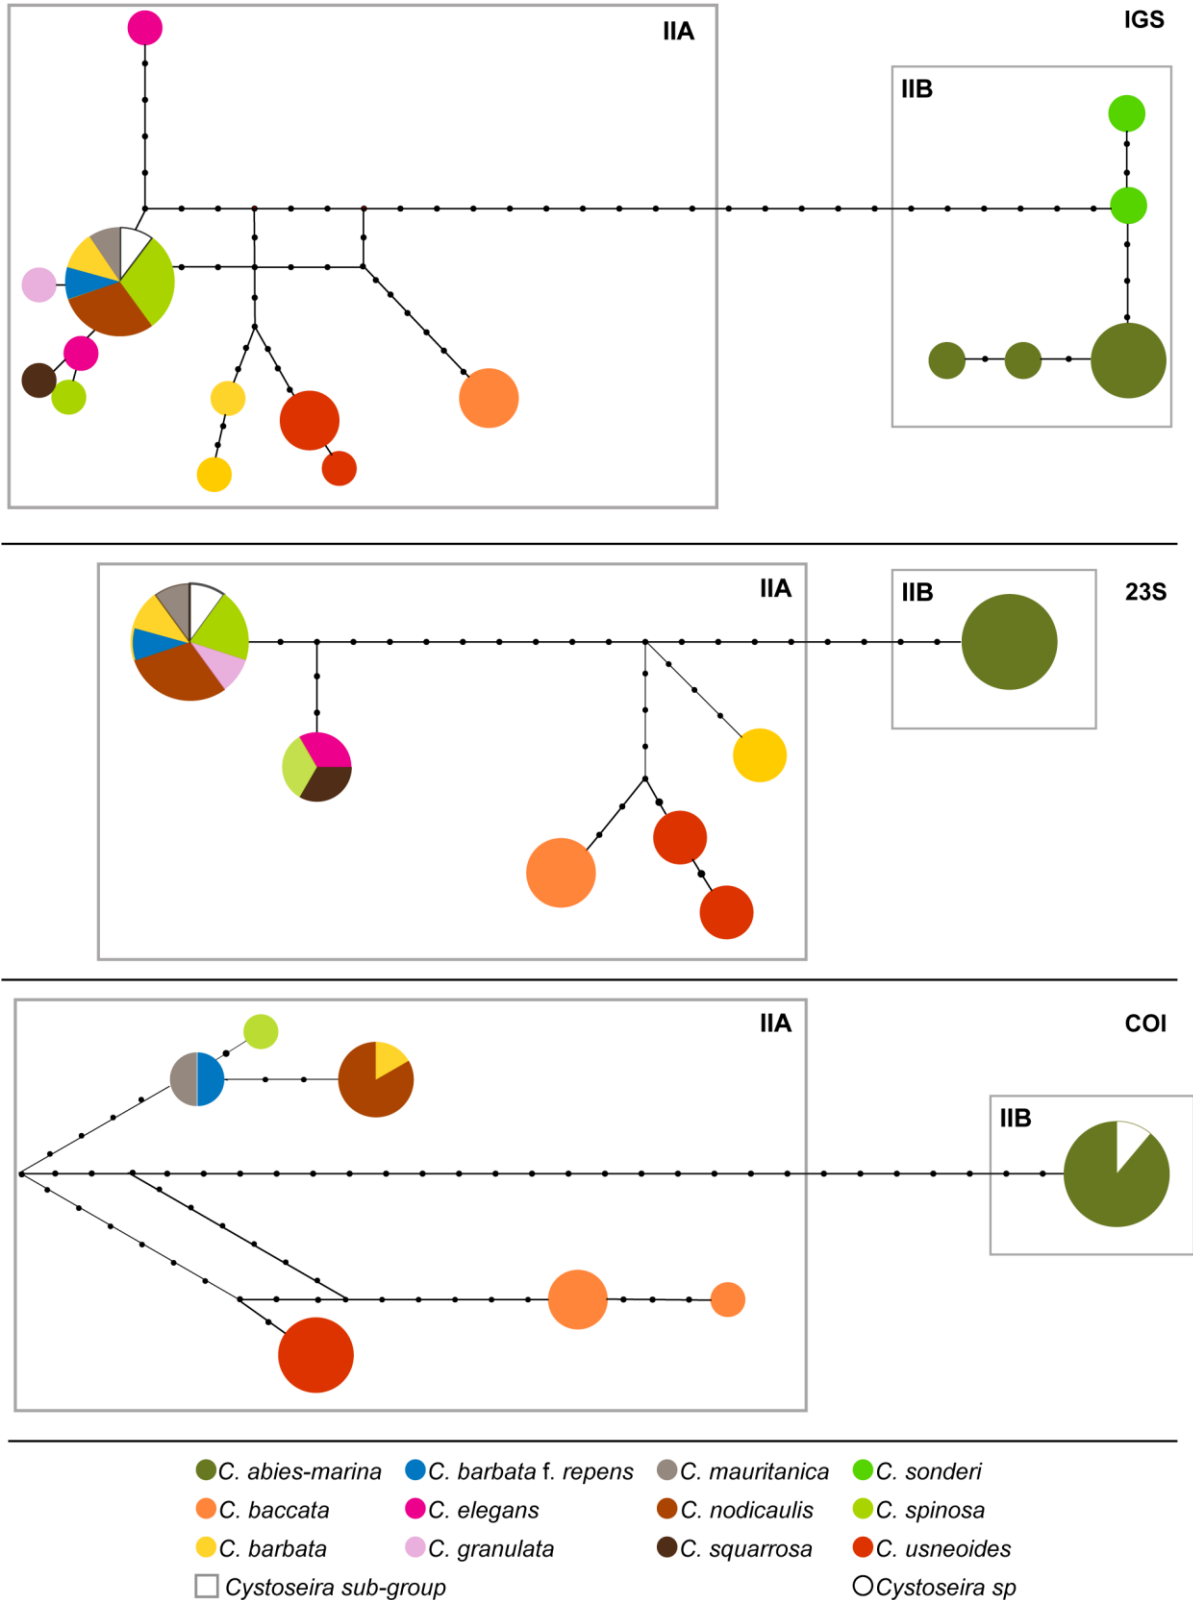 IIA
IGS
IIB
IIA
IIB
23S
IIA
COI
IIB
C. abies-marina
C. barbata f. repens
C. mauritanica
C. sonderi
C. baccata
C. elegans
C. nodicaulis
C. spinosa
C. barbata
C. granulata
C. squarrosa
C. usneoides
Cystoseira sub-group
Cystoseira sp